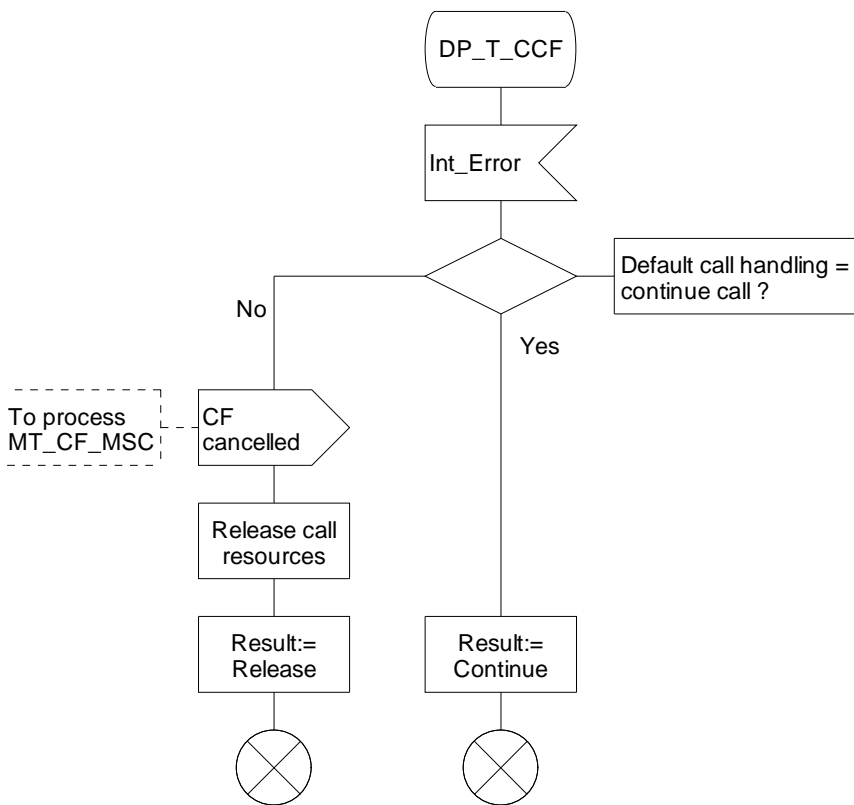 DP_T_CCF
Int_Error
Default call handling =
continue call ?
No
Yes
To process
MT_CF_MSC
CF
cancelled
Release call
resources
Result:=
Release
Result:=
Continue